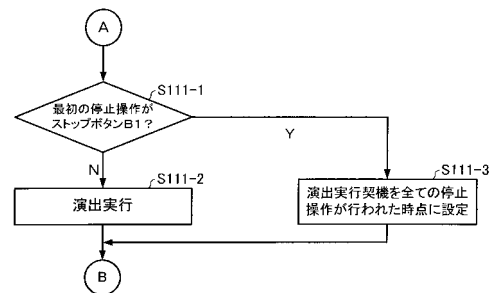 A
S111-1
最初の停止操作が
ストップボタンB1？
Y
N
S111-2
演出実行
S111-3
演出実行契機を全ての停止
操作が行われた時点に設定
B